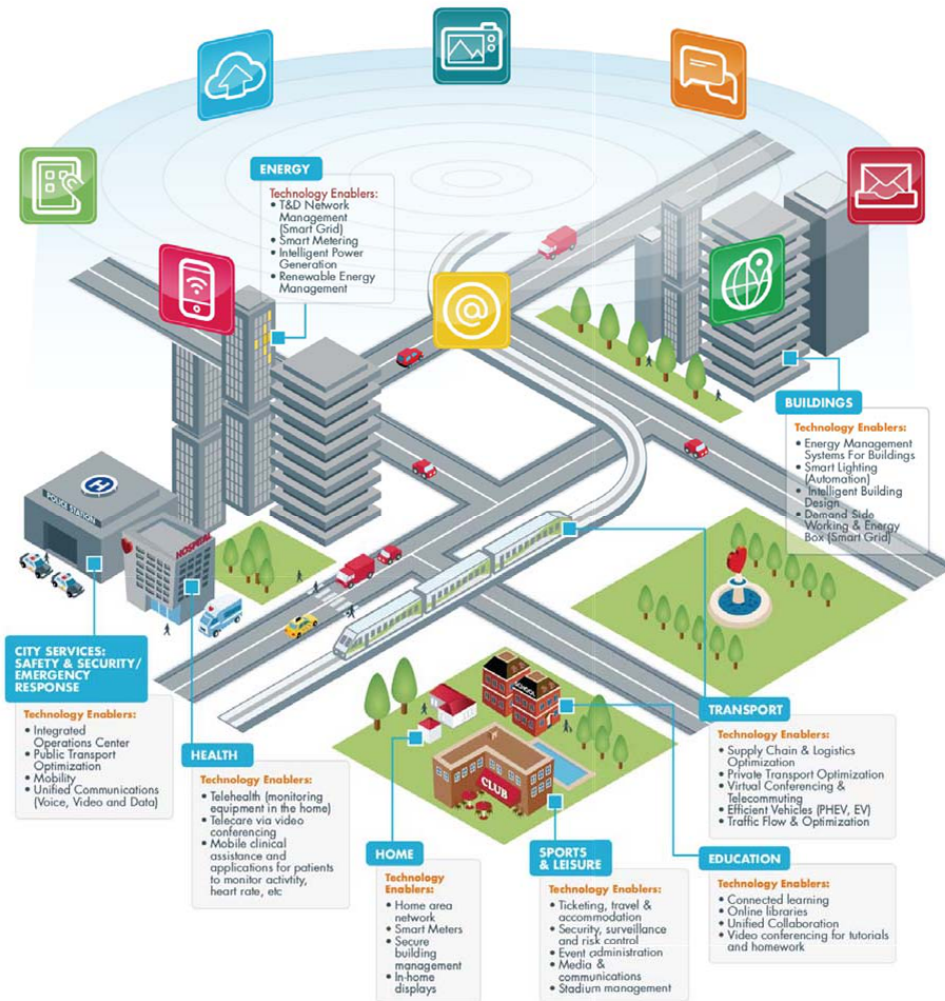 ENERGY
Technology Enablers:
• T&D Network
Management
(Smart Grid)
• Smart Metering
• Intelligent Power
Generation
• Renewable Energy
Management
@
BUILDINGS
Technology Enablers:
• Energy Management
Systems For Buildings
• Smart Lighting
(Automation)
• Intelligent Building
Design
• Demand Side
Working & Energy
Box (Smart Grid)
H
POLICE STATION
HOSPITAL
CITY SERVICES:
SAFETY & SECURITY/
EMERGENCY
RESPONSE
Technology Enablers:
• Integrated
Operations Center
• Public Transport
Optimization
• Mobility
• Unified Communications
(Voice, Video and Data)
HEALTH
Technology Enablers:
• Telehealth (monitoring
equipment in the home)
• Telecare via video
conferencing
• Mobile clinical
assistance and
applications for patients
to monitor activtity,
heart rate, etc
SCHOOL
CLUB
HOME
Technology
Enablers:
• Home area
network
• Smart Meters
• Secure
building
management
• In-home
displays
SPORTS
& LEISURE
Technology Enablers:
• Ticketing, travel &
accommodation
• Security, surveillance
and risk control
• Event administration
• Media &
communications
• Stadium management
TRANSPORT
Technology Enablers:
• Supply Chain & Logistics
Optimization
• Private Transport Optimization
• Virtual Conferencing &
Telecommuting
• Efficient Vehicles (PHEV, EV)
• Traffic Flow & Optimization
EDUCATION
Technology Enablers:
• Connected learning
• Online libraries
• Unified Collaboration
• Video conferencing for tutorials
and homework